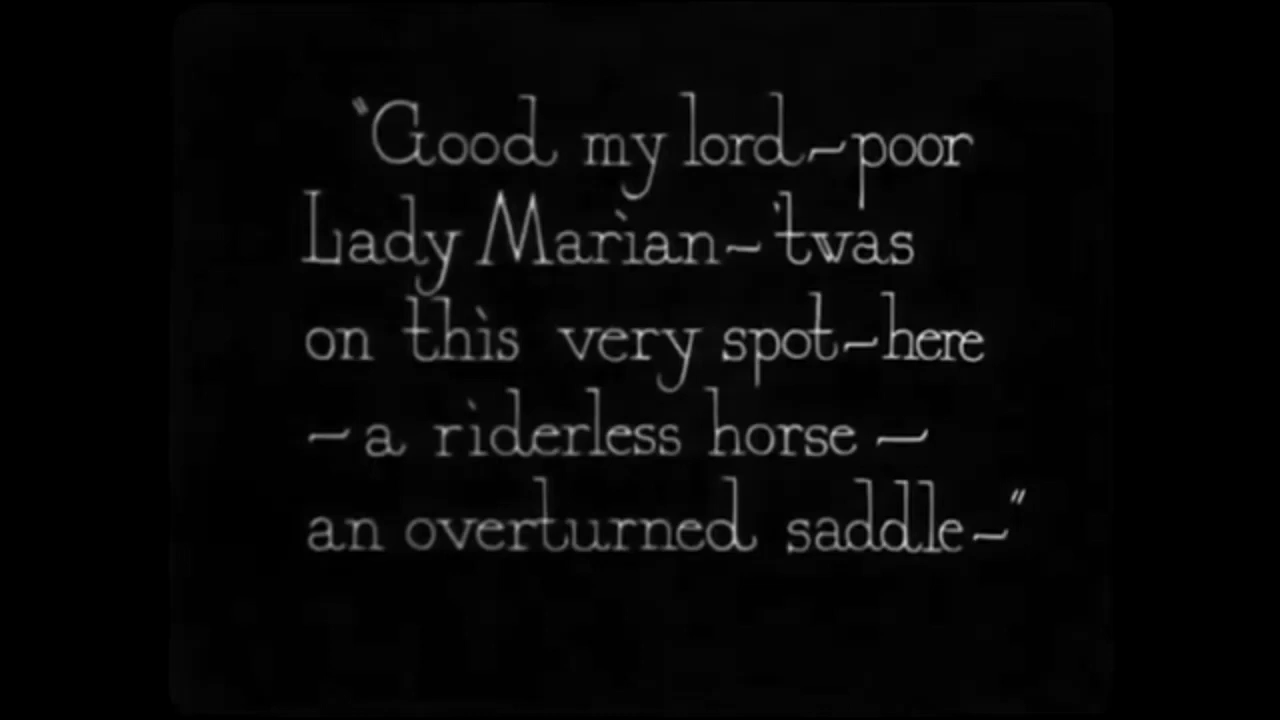 "Good my lord~poor
Lady Marian~'twas
on this very spot~here
~a riderless horse~
an overturned saddle~"